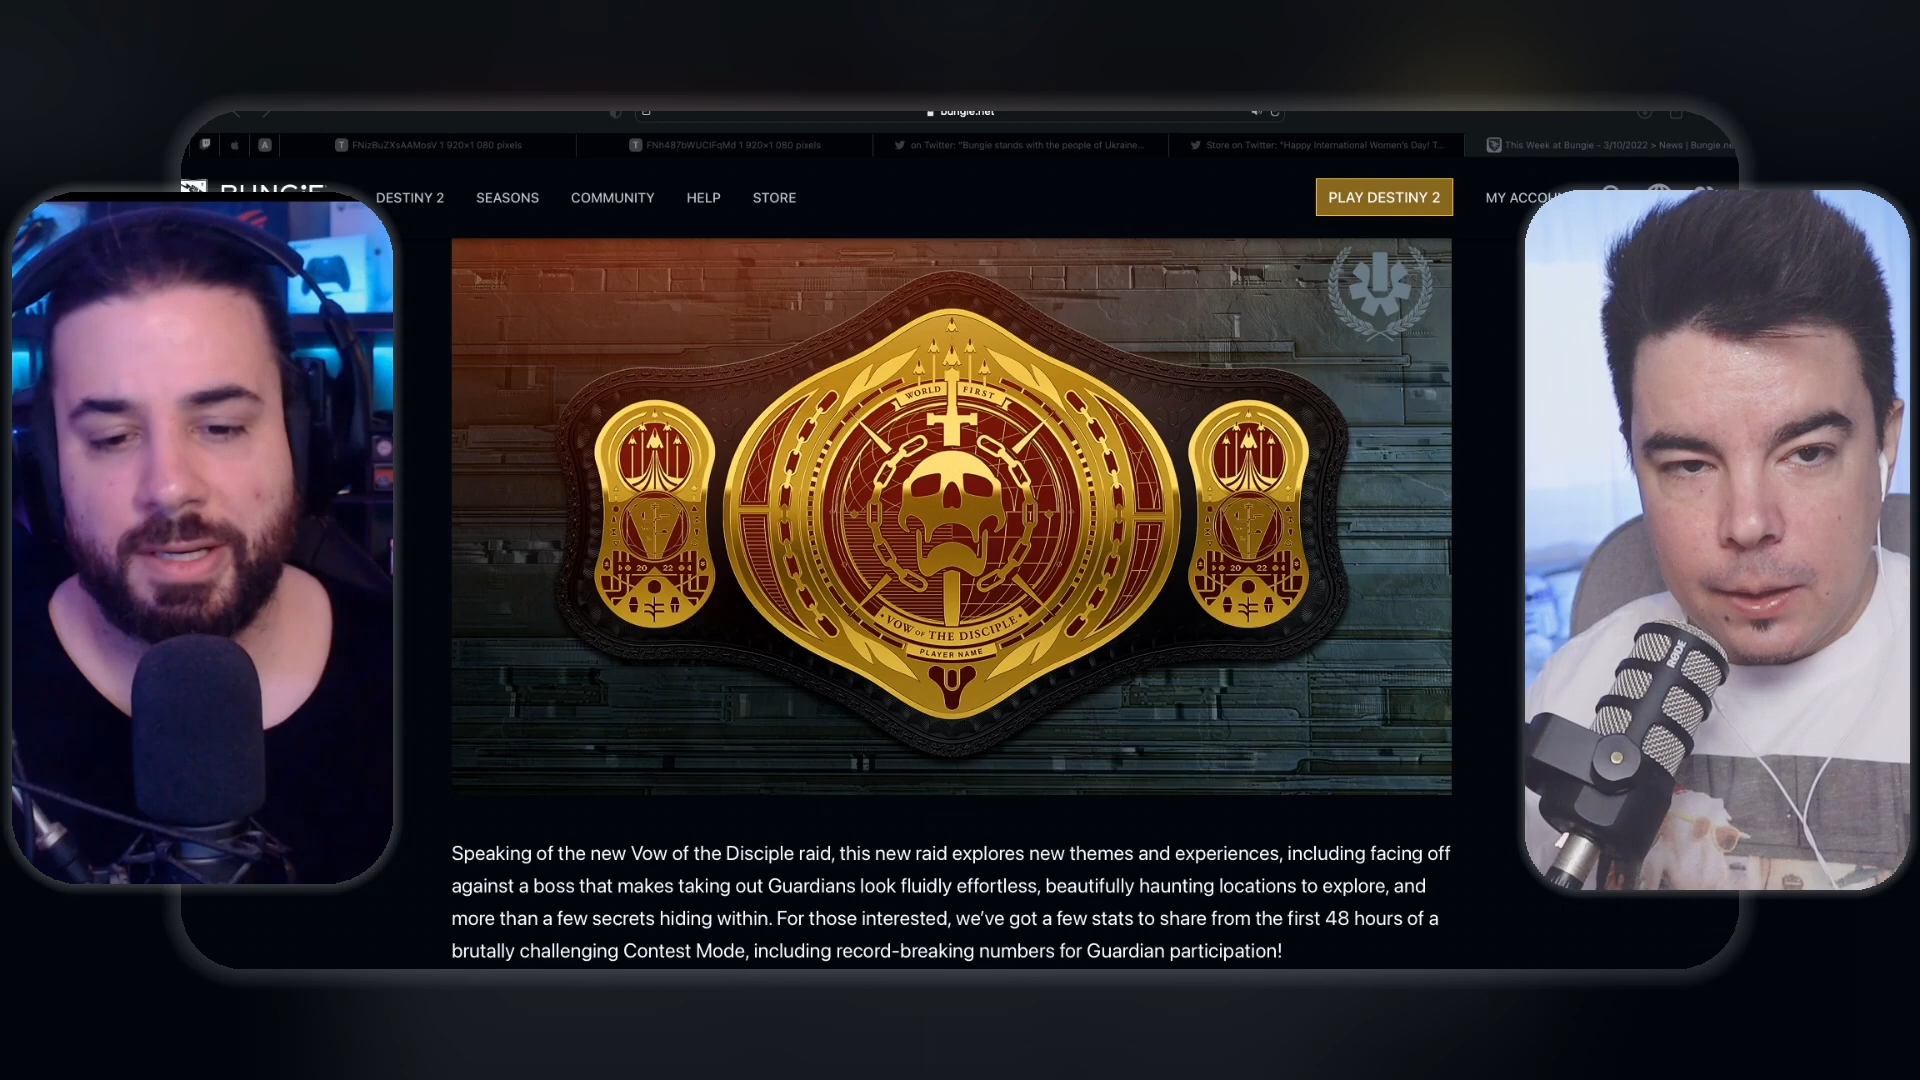 bungie.net
FNizBuZXsAAMosV 1 920×1 080 pixels
FNh487bWUCIFqMd 1 920×1 080 pixels
on Twitter: "Bungie stands with the people of Ukraine...
Store on Twitter: "Happy International Women's Day! T...
This Week at Bungie - 3/10/2022 > News | Bungie.ne
BUNGIE
DESTINY 2
SEASONS
COMMUNITY
HELP
STORE
PLAY DESTINY 2
MY ACCOU
WORLD FIRST
20 22
20 22
VOW OF THE DISCIPLE
PLAYER NAME
RØDE
Speaking of the new Vow of the Disciple raid, this new raid explores new themes and experiences, including facing off
against a boss that makes taking out Guardians look fluidly effortless, beautifully haunting locations to explore, and
more than a few secrets hiding within. For those interested, we've got a few stats to share from the first 48 hours of a
brutally challenging Contest Mode, including record-breaking numbers for Guardian participation!